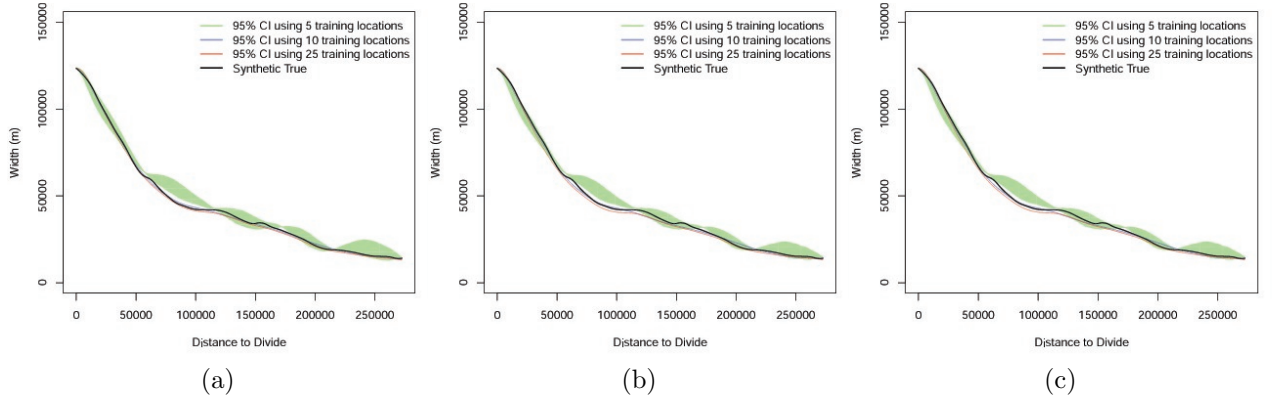 95% CI using 5 training locations
95% CI using 10 training locations
95% CI using 25 training locations
Synthetic True
Width (m)
150000
100000
50000
0
0 50000 100000 150000 200000 250000
Distance to Divide
(a)
95% CI using 5 training locations
95% CI using 10 training locations
95% CI using 25 training locations
Synthetic True
Width (m)
150000
100000
50000
0
0 50000 100000 150000 200000 250000
Distance to Divide
(b)
95% CI using 5 training locations
95% CI using 10 training locations
95% CI using 25 training locations
Synthetic True
Width (m)
150000
100000
50000
0
0 50000 100000 150000 200000 250000
Distance to Divide
(c)